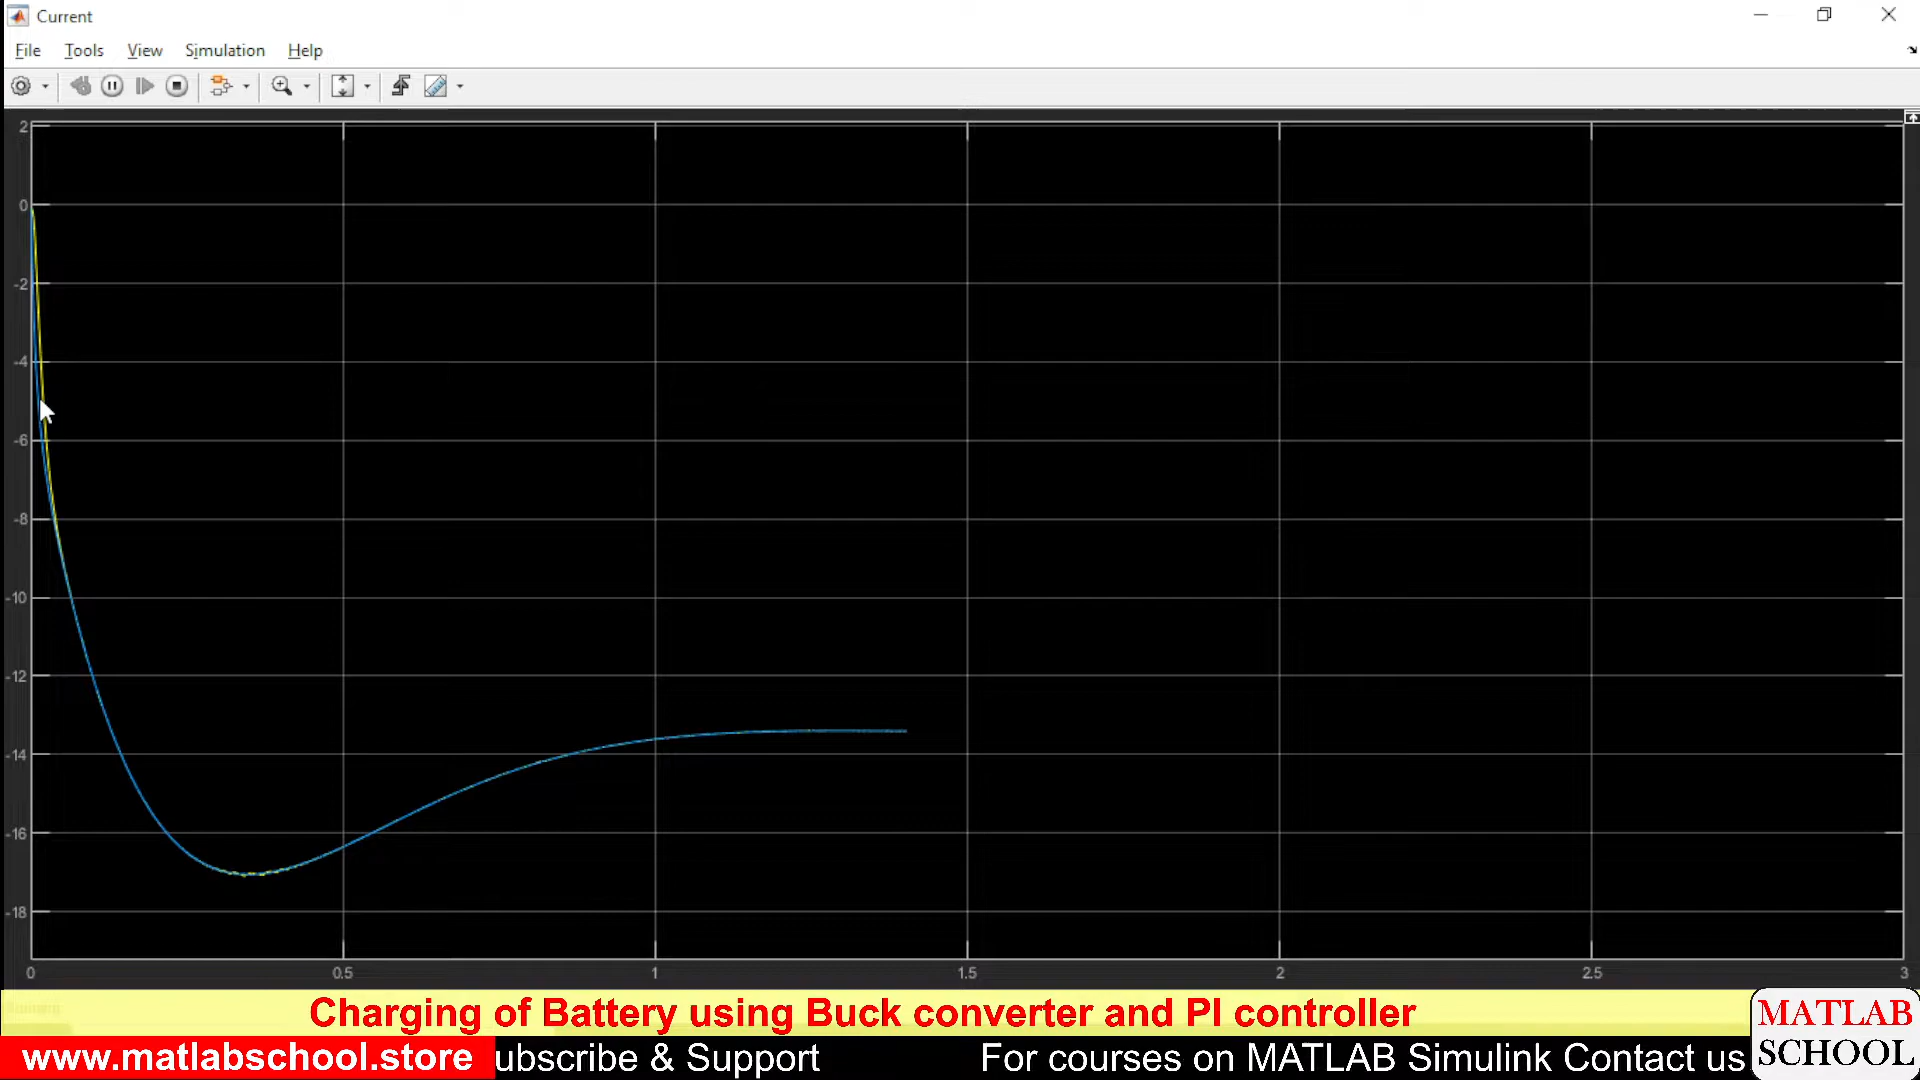 Current
File Tools View Simulation Help
2
0
-2
-4
-6
-8
-10
-12
-14
-16
-18
0 0.5 1 1.5 2 2.5 3
Charging of Battery using Buck converter and PI controller
MATLAB
SCHOOL
www.matlabschool.store ubscribe & Support For courses on MATLAB Simulink Contact us